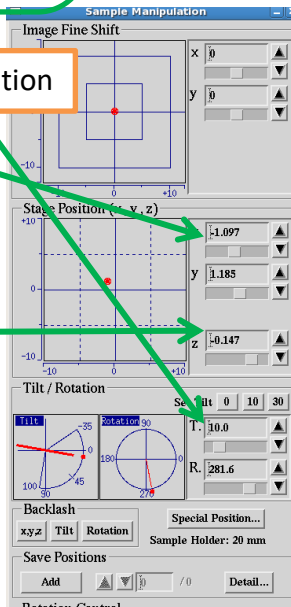 Sample Manipulation
Image Fine Shift
x 0
y 0
tion
-10
-10 0 +10
Stage Position (x, y, z)
+10
-1.097
y 1.185
0
z -0.147
-10
0 +10
Tilt / Rotation
0 10 30
Tilt -35 0 45 90 100
Rotation 90 180 270
T. 10.0
R. 281.6
Backlash
x,y,z Tilt Rotation
Special Position...
Sample Holder: 20 mm
Save Positions
Add 0 / 0 Detail...
Rotation Control